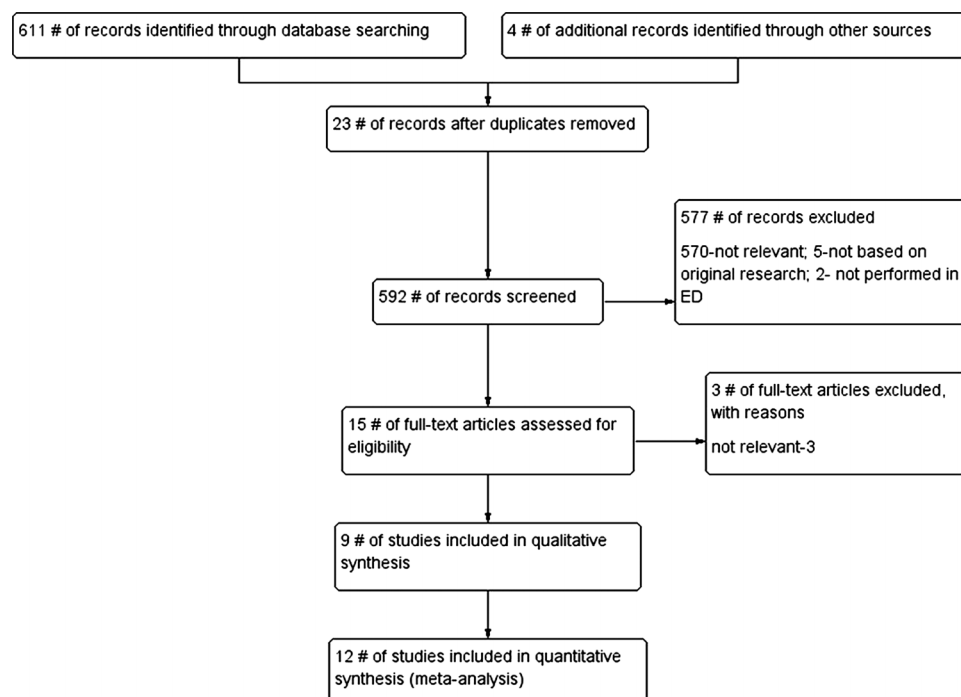 611 # of records identified through database searching
4 # of additional records identified through other sources
23 # of records after duplicates removed
577 # of records excluded
570-not relevant; 5-not based on
original research; 2- not performed in
ED
592 # of records screened
3 # of full-text articles excluded,
with reasons
not relevant-3
15 # of full-text articles assessed for
eligibility
9 # of studies included in qualitative
synthesis
12 # of studies included in quantitative
synthesis (meta-analysis)